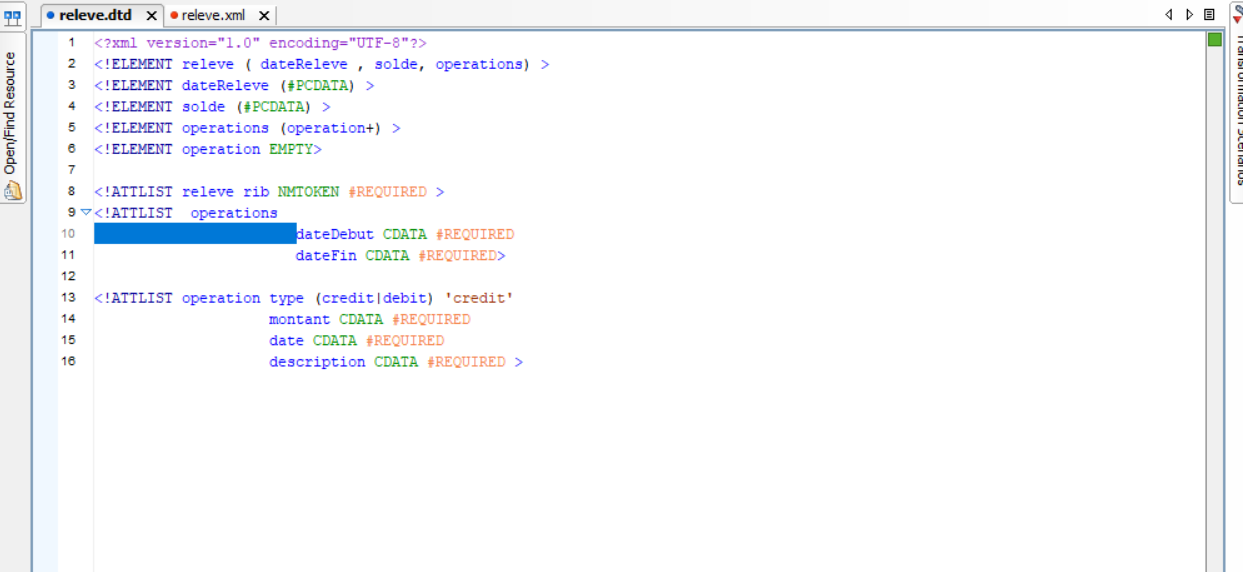 releve.dtd × releve.xml ×
Open/Find Resource
1 <?xml version="1.0" encoding="UTF-8"?>
2 <!ELEMENT releve ( dateReleve , solde, operations) >
3 <!ELEMENT dateReleve (#PCDATA) >
4 <!ELEMENT solde (#PCDATA) >
5 <!ELEMENT operations (operation+) >
6 <!ELEMENT operation EMPTY>
7
8 <!ATTLIST releve rib NMTOKEN #REQUIRED >
9 <!ATTLIST  operations
10 dateDebut CDATA #REQUIRED
11 dateFin CDATA #REQUIRED>
12
13 <!ATTLIST operation type (credit|debit) 'credit'
14 montant CDATA #REQUIRED
15 date CDATA #REQUIRED
16 description CDATA #REQUIRED >